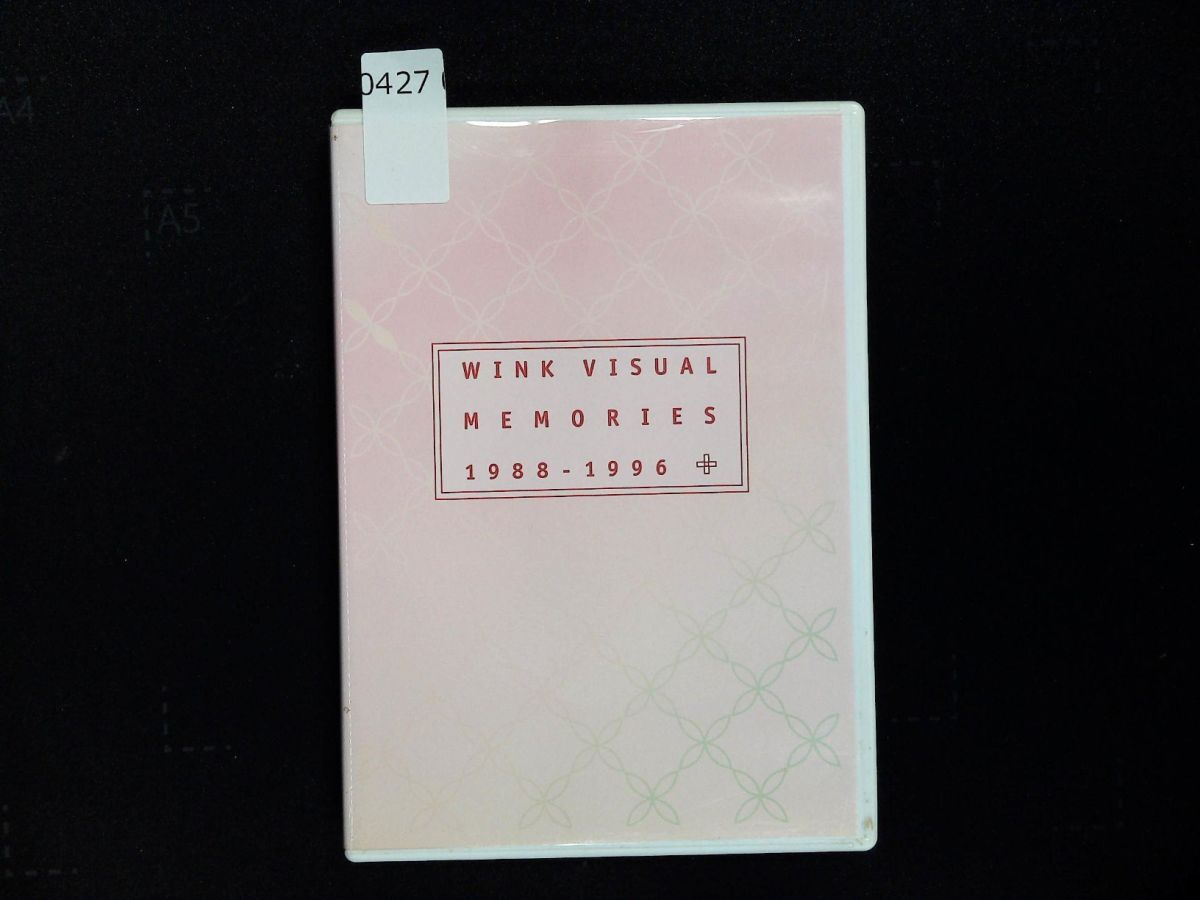 0427
A4
A5
WINK VISUAL
MEMORIES
1988-1996